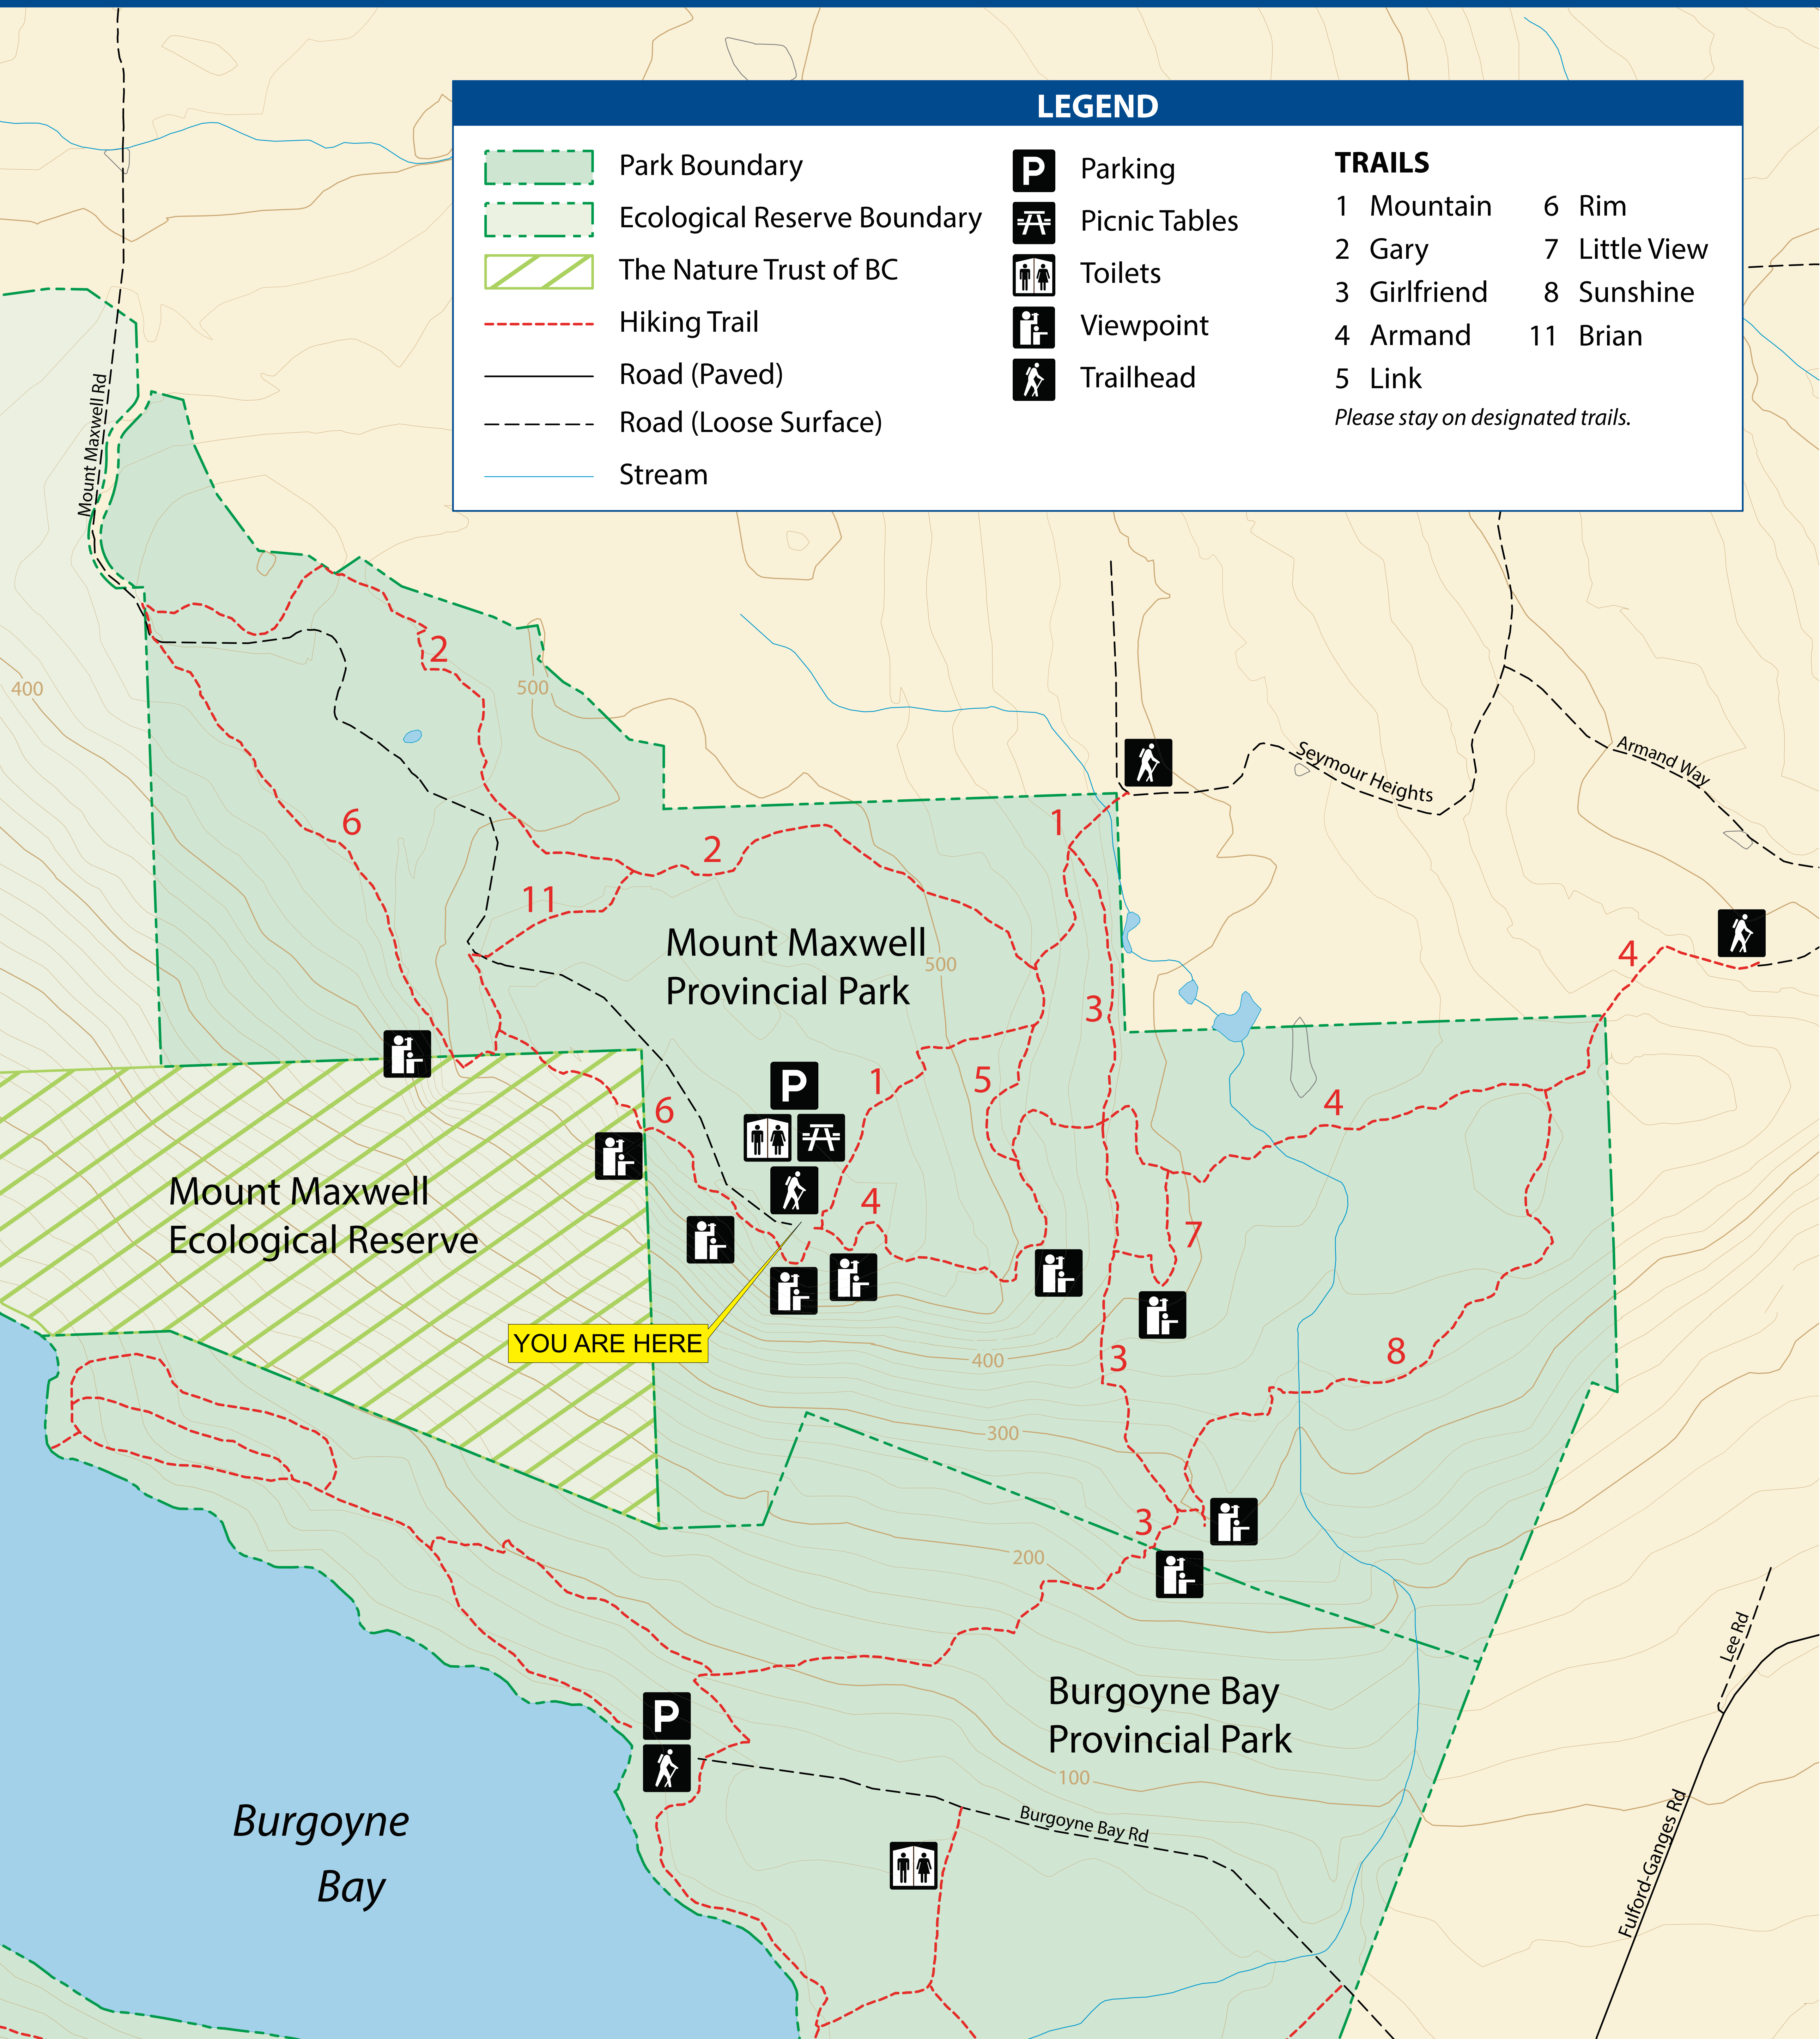 LEGEND
Park Boundary
Ecological Reserve Boundary
The Nature Trust of BC
Hiking Trail
Road (Paved)
Road (Loose Surface)
Stream
P Parking
Picnic Tables
Toilets
Viewpoint
Trailhead
TRAILS
1 Mountain
2 Gary
3 Girlfriend
4 Armand
5 Link
6 Rim
7 Little View
8 Sunshine
11 Brian
Please stay on designated trails.
Mount Maxwell Rd
2
400
500
Seymour Heights
Armand Way
6
2
1
11
Mount Maxwell
Provincial Park
500
3
4
P
1
5
4
6
Mount Maxwell
Ecological Reserve
4
7
YOU ARE HERE
400
3
8
300
3
200
Lee Rd
Burgoyne Bay
Provincial Park
P
100
Burgoyne Bay Rd
Fulford-Ganges Rd
Burgoyne
Bay